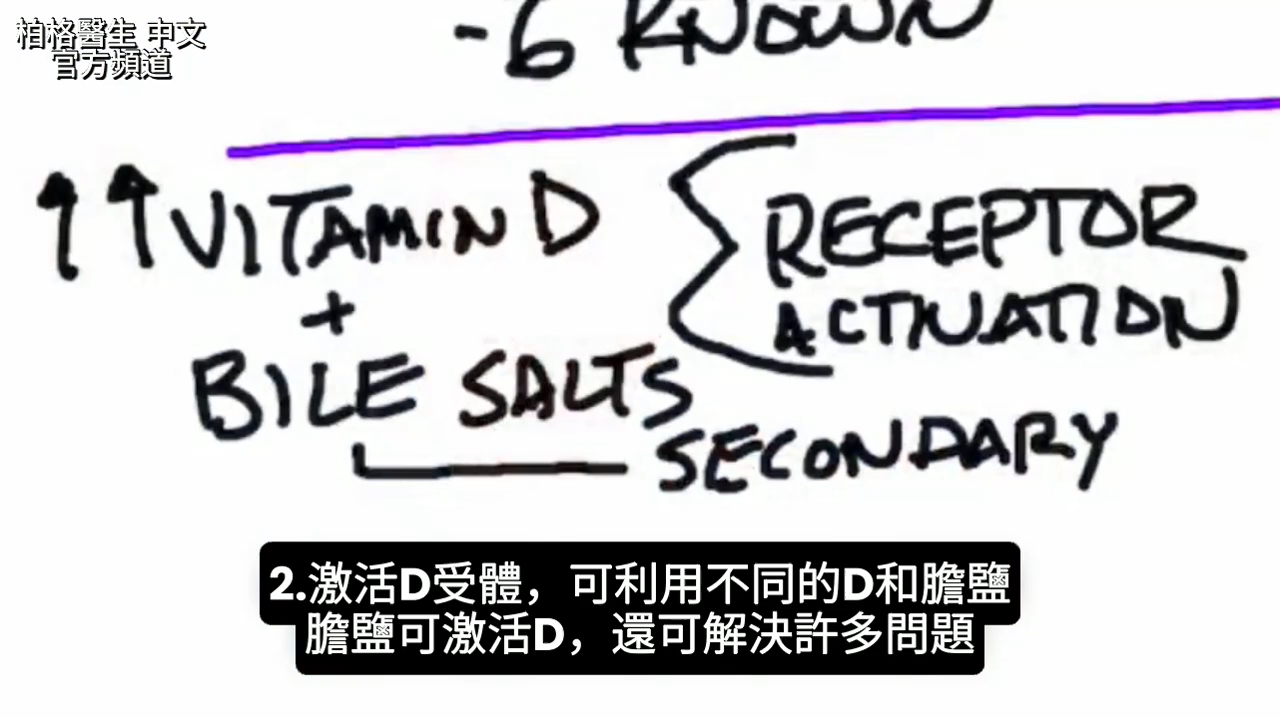 柏格醫生 中文
官方頻道
-6 KNOWN
↑↑VITAMIN D
+
BILE SALTS
RECEPTOR
ACTIVATION
SECONDARY
2.激活D受體，可利用不同的D和膽鹽
膽鹽可激活D，還可解決許多問題